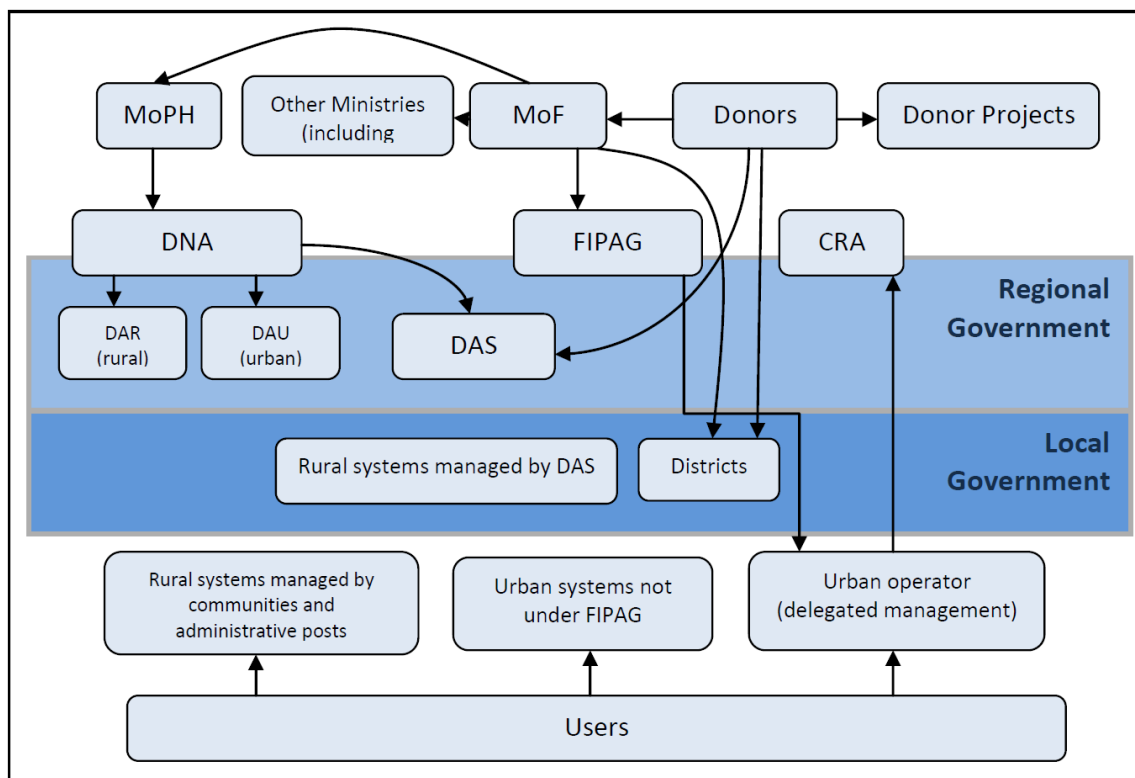 MoPH
Other Ministries
(including
MoF
Donors
Donor Projects
DNA
FIPAG
CRA
Regional
Government
DAR
(rural)
DAU
(urban)
DAS
Local
Government
Rural systems managed by DAS
Districts
Rural systems managed by
communities and
administrative posts
Urban systems not
under FIPAG
Urban operator
(delegated management)
Users